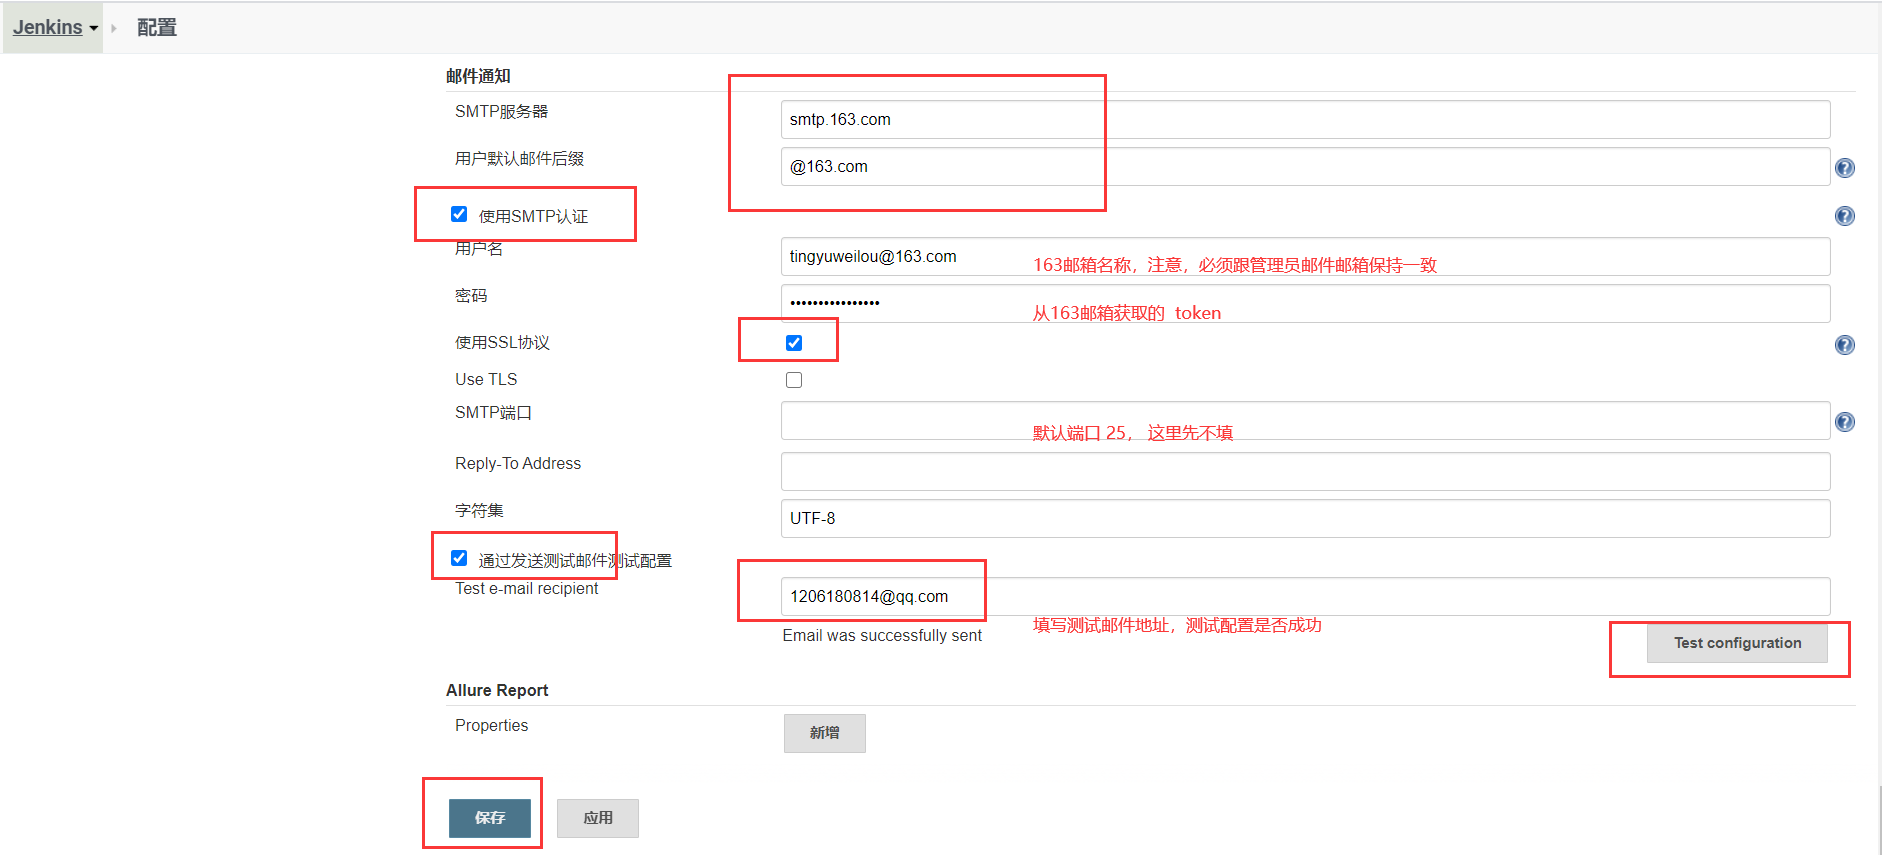 Jenkins 配置
邮件通知
SMTP服务器
smtp.163.com
用户默认邮件后缀
@163.com
使用SMTP认证
用户名
tingyuweilou@163.com
163邮箱名称，注意，必须跟管理员邮件邮箱保持一致
密码
••••••••••••••••
从163邮箱获取的 token
使用SSL协议
Use TLS
SMTP端口
默认端口 25， 这里先不填
Reply-To Address
字符集
UTF-8
通过发送测试邮件测试配置
Test e-mail recipient
1206180814@qq.com
填写测试邮件地址，测试配置是否成功
Email was successfully sent
Test configuration
Allure Report
Properties
新增
保存 应用